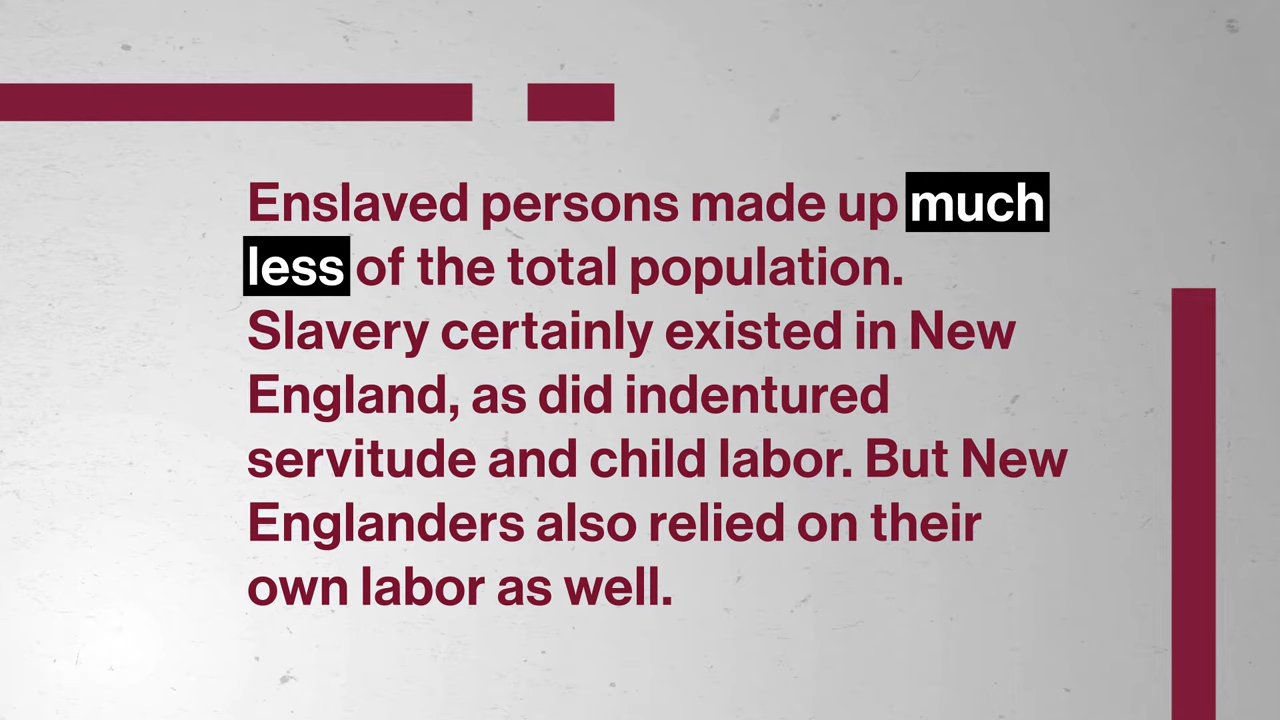 Enslaved persons made up much
less of the total population.
Slavery certainly existed in New
England, as did indentured
servitude and child labor. But New
Englanders also relied on their
own labor as well.